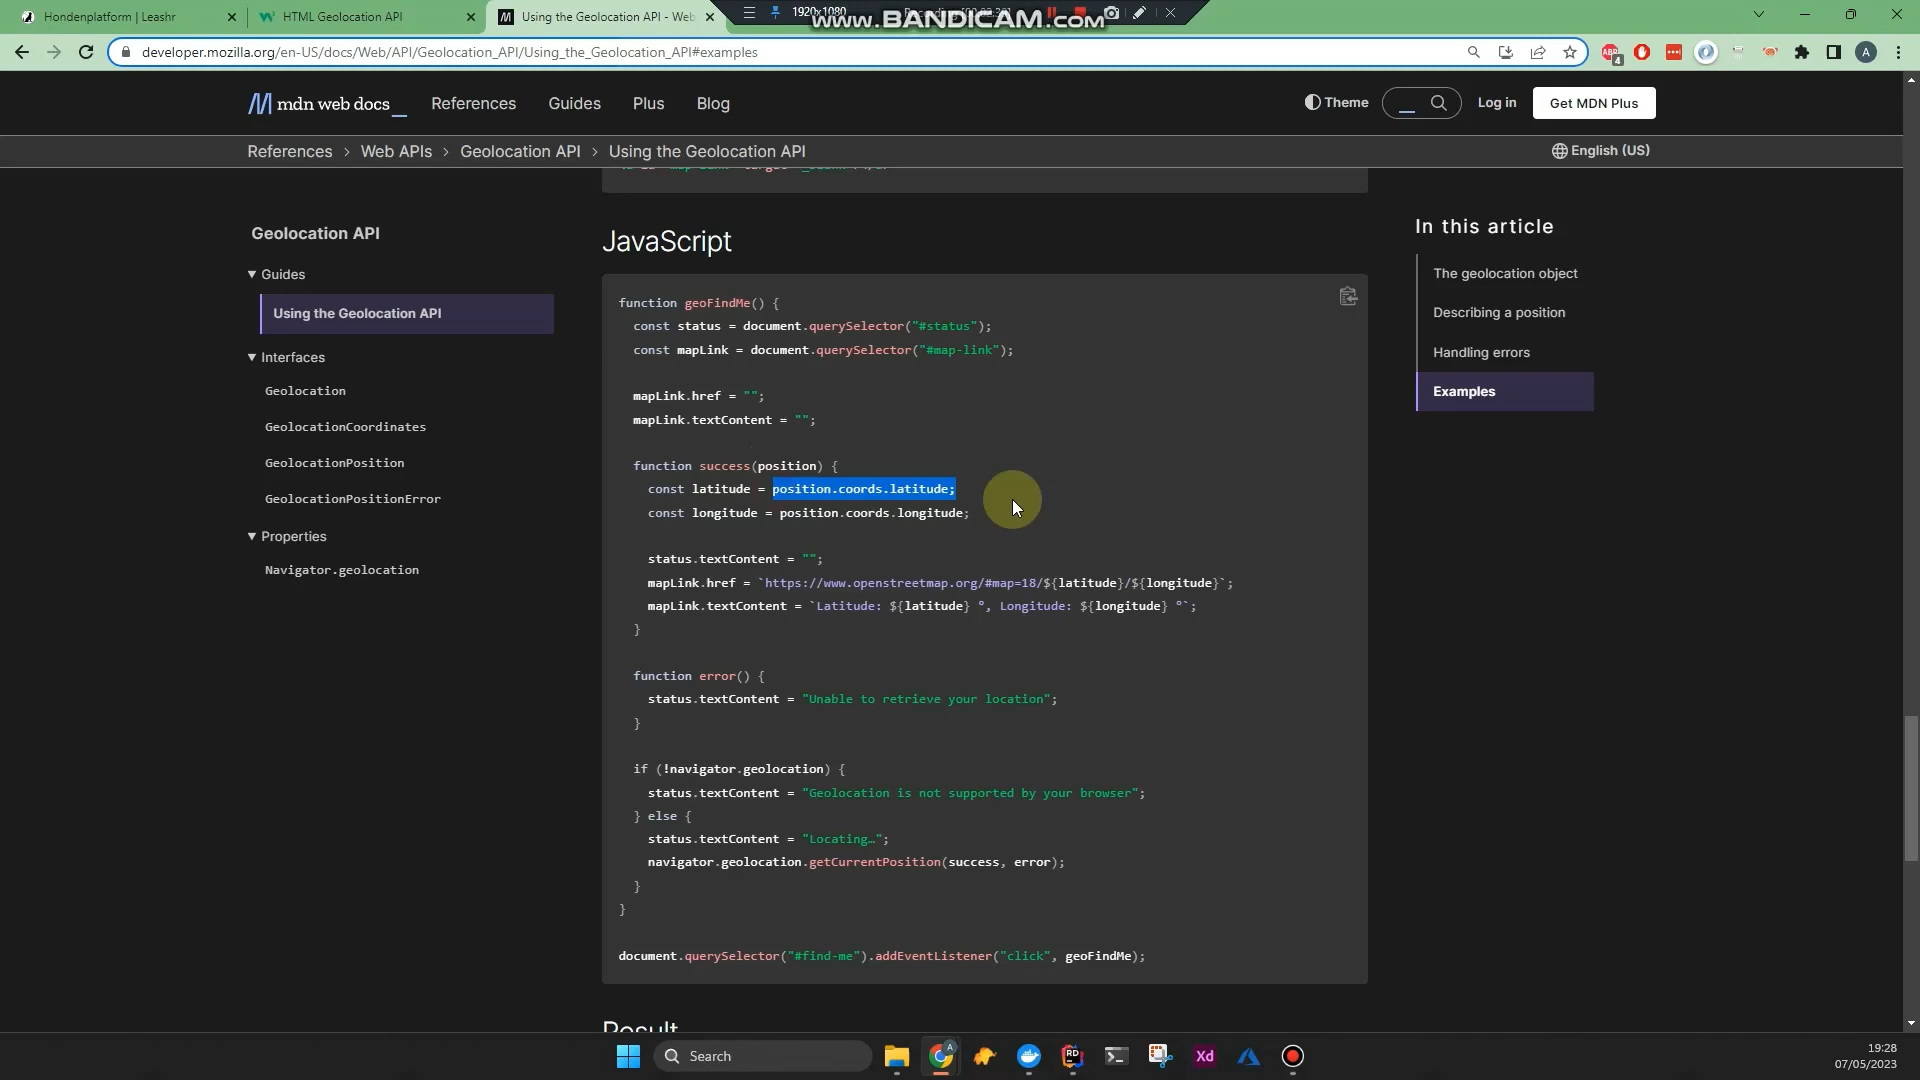 Hondenplatform | Leashr
HTML Geolocation API
Using the Geolocation API - Web
1920x1080
www.BANDICAM.com
developer.mozilla.org/en-US/docs/Web/API/Geolocation_API/Using_the_Geolocation_API#examples
ABP
4
A
mdn web docs_
References
Guides
Plus
Blog
Theme
Log in
Get MDN Plus
References > Web APIs > Geolocation API > Using the Geolocation API
English (US)
Geolocation API
Guides
Using the Geolocation API
Interfaces
Geolocation
GeolocationCoordinates
GeolocationPosition
GeolocationPositionError
Properties
Navigator.geolocation
JavaScript
function geoFindMe() {
const status = document.querySelector("#status");
const mapLink = document.querySelector("#map-link");
mapLink.href = "";
mapLink.textContent = "";
function success(position) {
const latitude = position.coords.latitude;
const longitude = position.coords.longitude;
status.textContent = "";
mapLink.href = `https://www.openstreetmap.org/#map=18/${latitude}/${longitude}`;
mapLink.textContent = `Latitude: ${latitude} °, Longitude: ${longitude} °`;
}
function error() {
status.textContent = "Unable to retrieve your location";
}
if (!navigator.geolocation) {
status.textContent = "Geolocation is not supported by your browser";
} else {
status.textContent = "Locating…";
navigator.geolocation.getCurrentPosition(success, error);
}
}
document.querySelector("#find-me").addEventListener("click", geoFindMe);
Result
In this article
The geolocation object
Describing a position
Handling errors
Examples
Search
A
RD
Xd
19:28
07/05/2023